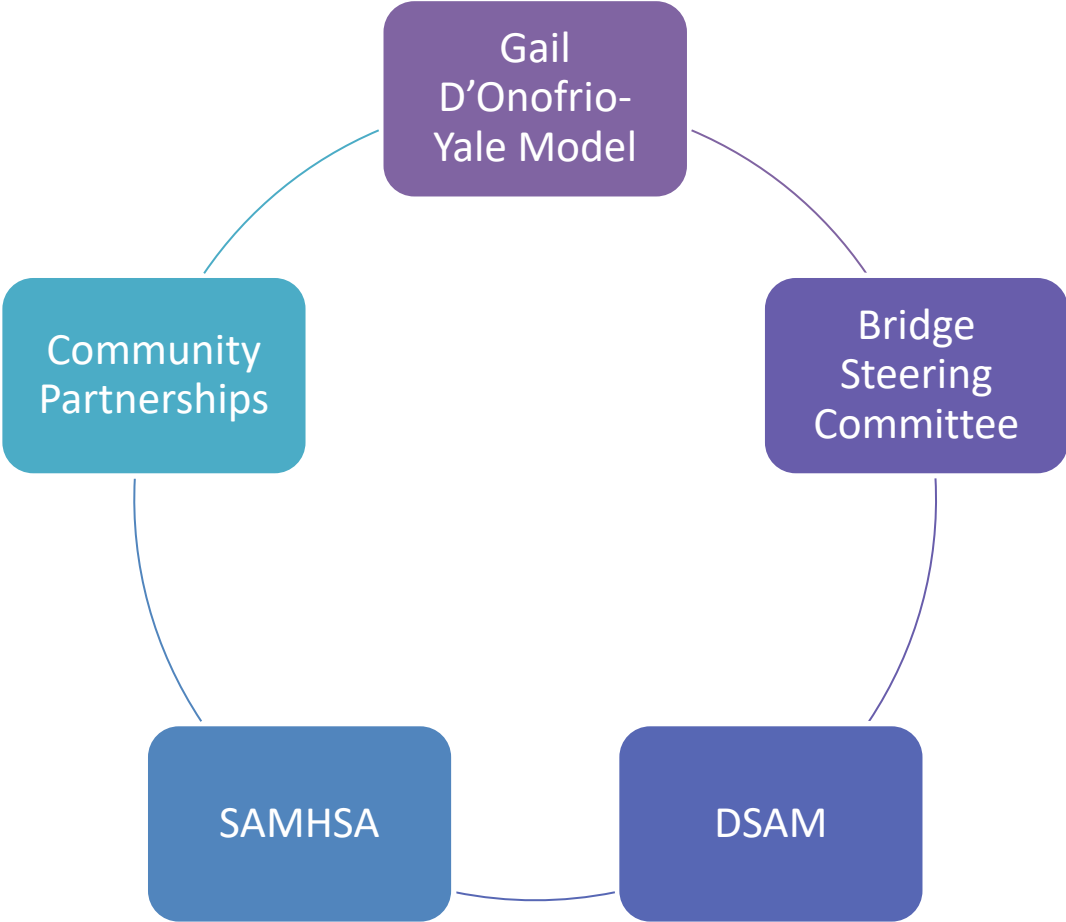 Gail
D’Onofrio-
Yale Model
Bridge
Steering
Committee
DSAM
SAMHSA
Community
Partnerships